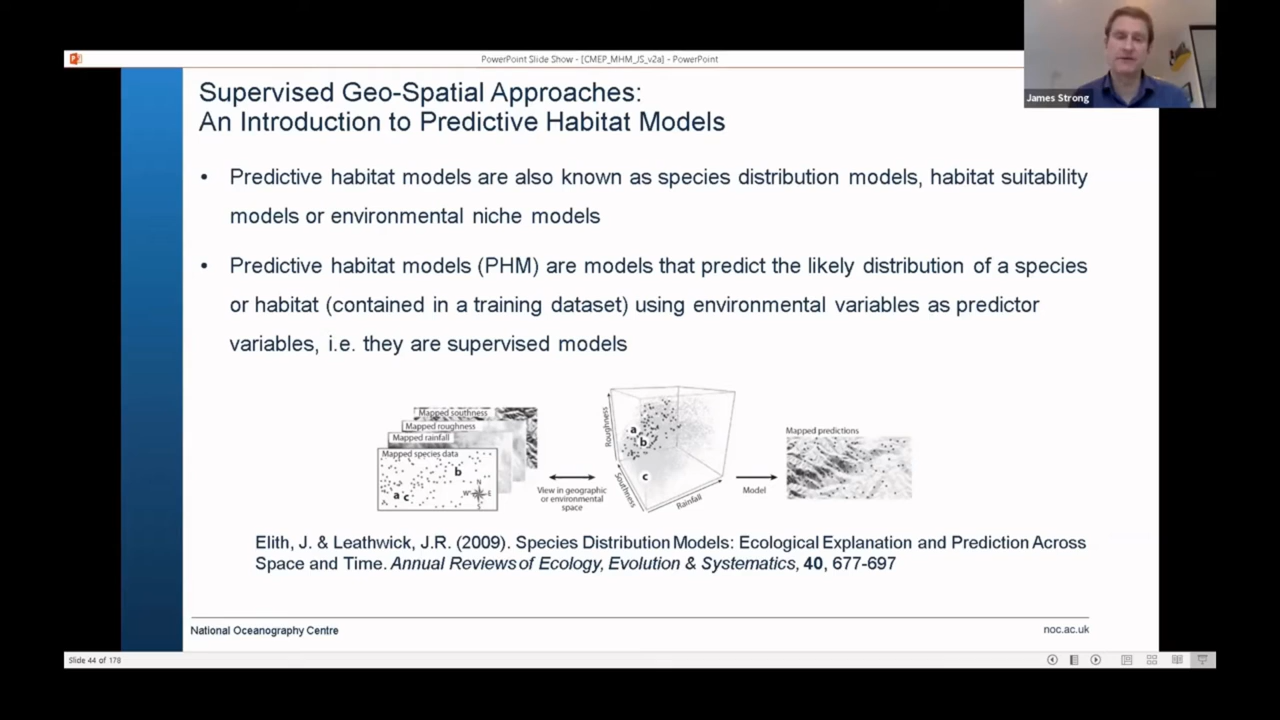 PowerPoint Slide Show - [CMEP_MHM_JS_v2a] - PowerPoint
James Strong
Supervised Geo-Spatial Approaches:
An Introduction to Predictive Habitat Models
• Predictive habitat models are also known as species distribution models, habitat suitability
models or environmental niche models
• Predictive habitat models (PHM) are models that predict the likely distribution of a species
or habitat (contained in a training dataset) using environmental variables as predictor
variables, i.e. they are supervised models
Mapped southness
Mapped roughness
Mapped rainfall
Mapped species data
a
b
c
N
W
E
S
View in geographic
or environmental
space
Roughness
Southness
Rainfall
a
b
c
Model
Mapped predictions
Elith, J. & Leathwick, J.R. (2009). Species Distribution Models: Ecological Explanation and Prediction Across
Space and Time. Annual Reviews of Ecology, Evolution & Systematics, 40, 677-697
National Oceanography Centre
noc.ac.uk
Slide 44 of 178